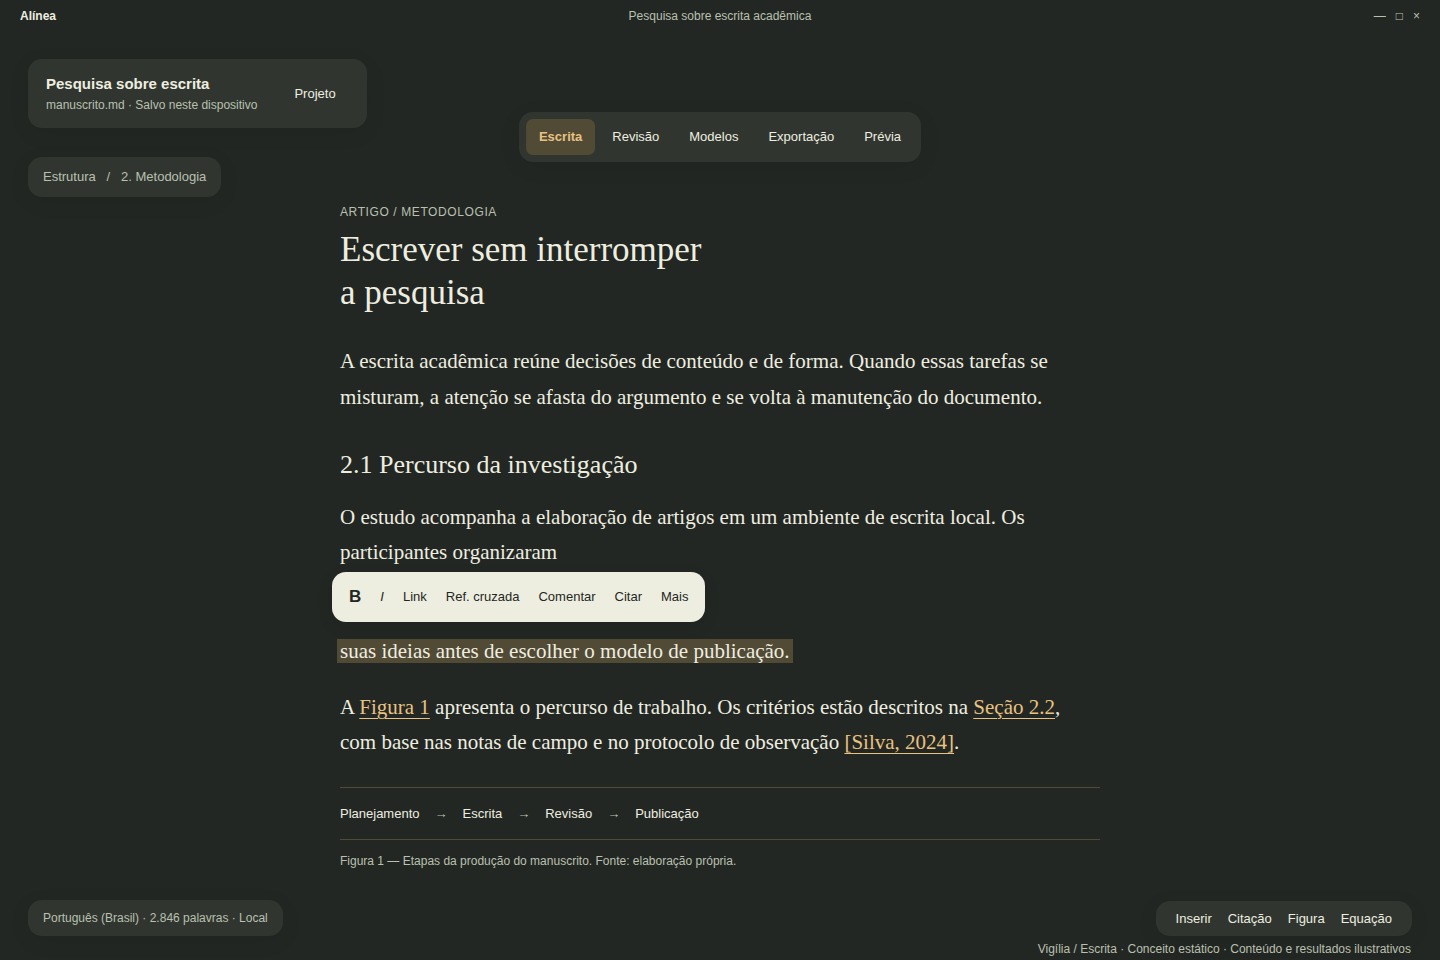 Alínea
Pesquisa sobre escrita acadêmica
— □ ×
Pesquisa sobre escrita
manuscrito.md · Salvo neste dispositivo
Projeto
Escrita Revisão Modelos Exportação Prévia
Estrutura / 2. Metodologia
ARTIGO / METODOLOGIA
Escrever sem interromper
a pesquisa
A escrita acadêmica reúne decisões de conteúdo e de forma. Quando essas tarefas se
misturam, a atenção se afasta do argumento e se volta à manutenção do documento.
2.1 Percurso da investigação
O estudo acompanha a elaboração de artigos em um ambiente de escrita local. Os
participantes organizaram
B I Link Ref. cruzada Comentar Citar Mais
suas ideias antes de escolher o modelo de publicação.
A Figura 1 apresenta o percurso de trabalho. Os critérios estão descritos na Seção 2.2,
com base nas notas de campo e no protocolo de observação [Silva, 2024].
Planejamento → Escrita → Revisão → Publicação
Figura 1 — Etapas da produção do manuscrito. Fonte: elaboração própria.
Português (Brasil) · 2.846 palavras · Local
Inserir Citação Figura Equação
Vigília / Escrita · Conceito estático · Conteúdo e resultados ilustrativos